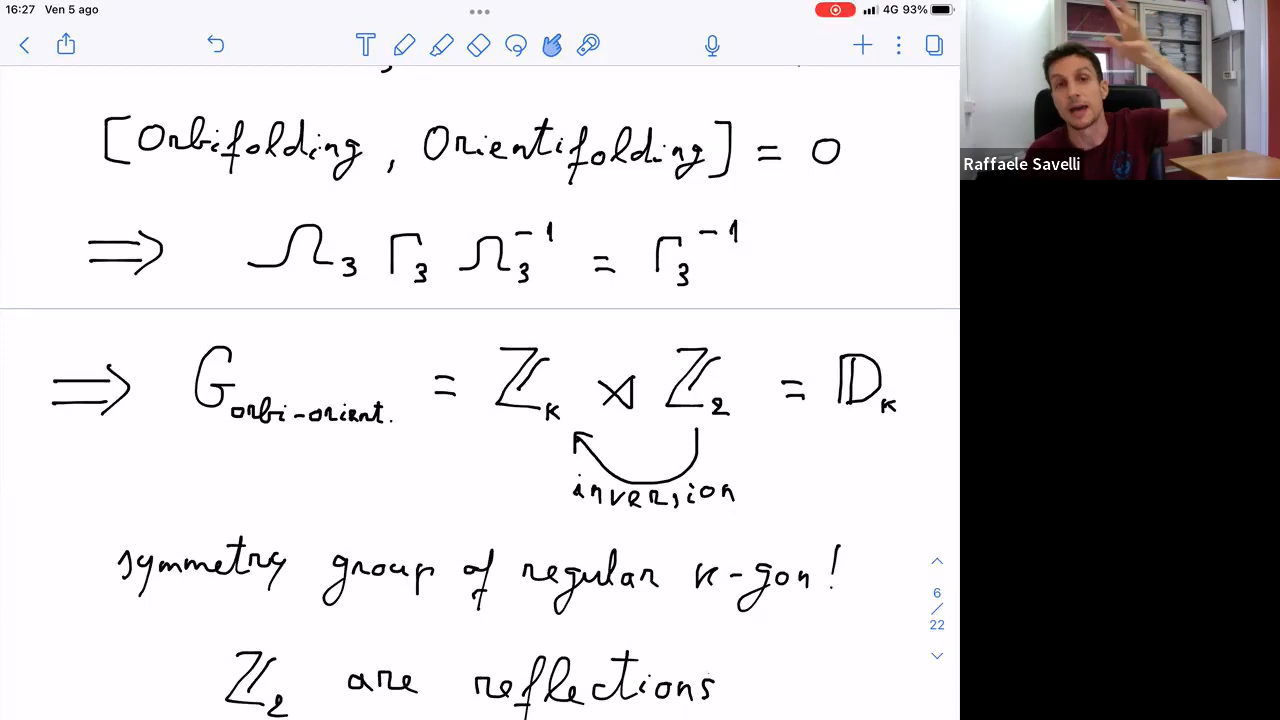 16:27 Ven 5 ago
4G 93%
[Orbifolding, Orientifolding] = 0
⟹ Ω₃ Γ₃ Ω₃⁻¹ = Γ₃⁻¹
⟹ G_orbi-orient. = ℤ_k ⋊ ℤ₂ = 𝔻_k
inversion
symmetry group of regular k-gon!
ℤ₂ are reflections
6
/
22
Raffaele Savelli